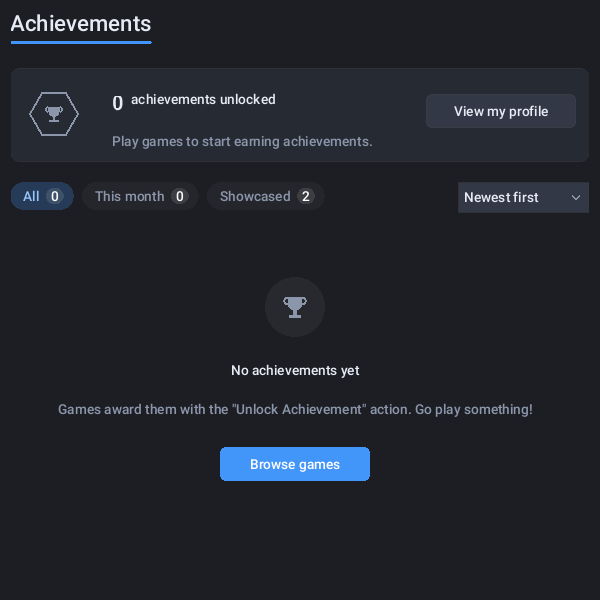 Achievements
0 achievements unlocked
View my profile
Play games to start earning achievements.
All 0 This month 0 Showcased 2 Newest first
No achievements yet
Games award them with the "Unlock Achievement" action. Go play something!
Browse games